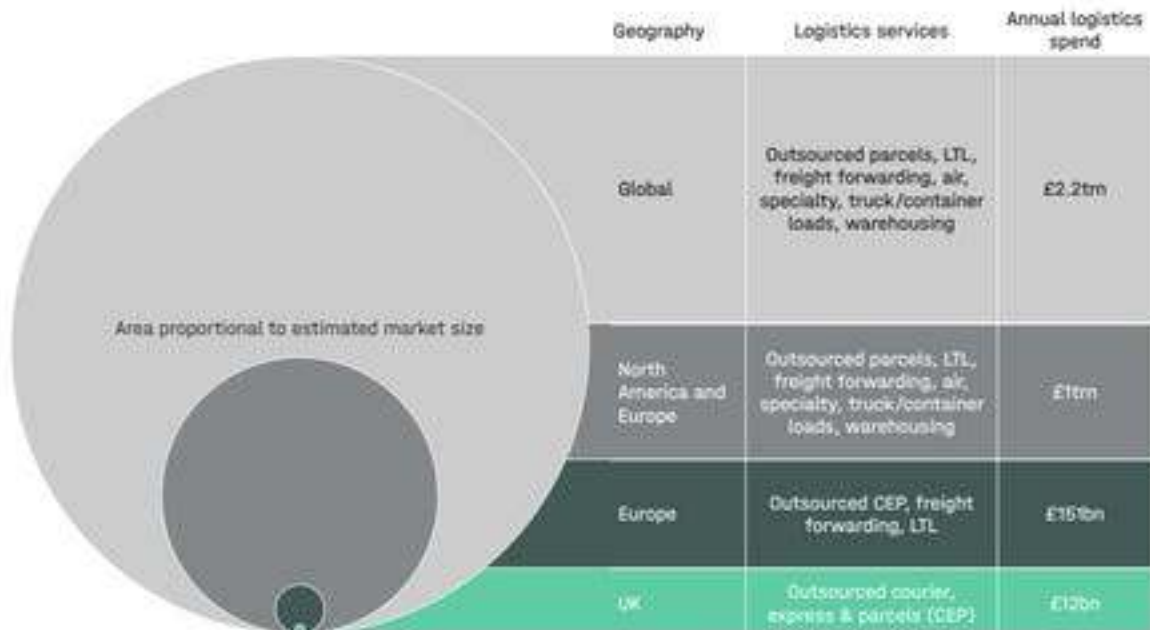 Geography
Logistics services
Annual logistics
spend
Global
Outsourced parcels, LTL,
freight forwarding, air,
specialty, truck/container
loads, warehousing
£2.2trn
Area proportional to estimated market size
North
America and
Europe
Outsourced parcels, LTL,
freight forwarding, air,
specialty, truck/container
loads, warehousing
£1trn
Europe
Outsourced CEP, freight
forwarding, LTL
£151bn
UK
Outsourced courier,
express & parcels (CEP)
£12bn